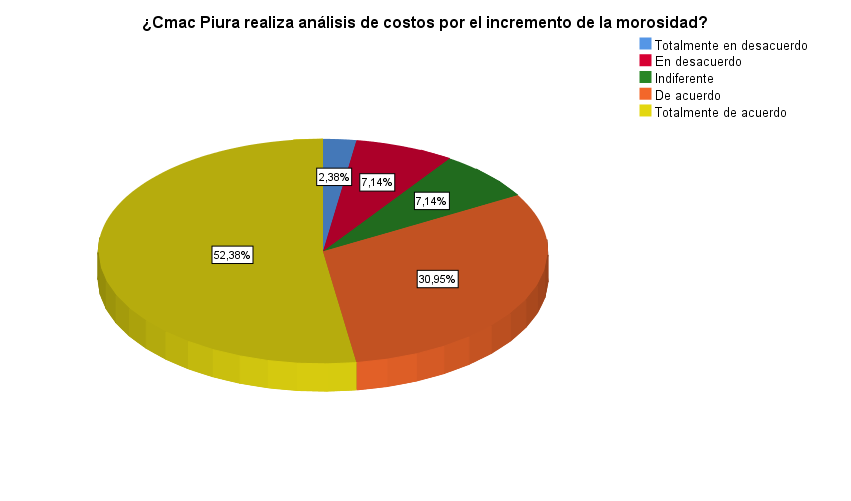 ¿Cmac Piura realiza análisis de costos por el incremento de la morosidad?
Totalmente en desacuerdo
En desacuerdo
Indiferente
De acuerdo
Totalmente de acuerdo
2,38%
7,14%
7,14%
52,38%
30,95%